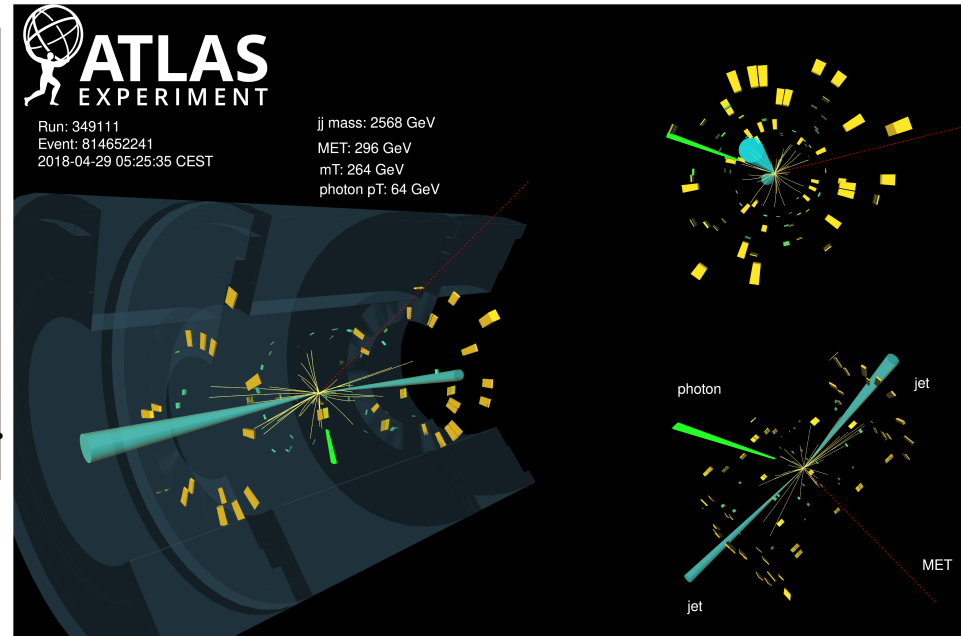 ATLAS
EXPERIMENT
Run: 349111
Event: 814652241
2018-04-29 05:25:35 CEST
jj mass: 2568 GeV
MET: 296 GeV
mT: 264 GeV
photon pT: 64 GeV
photon
jet
MET
jet